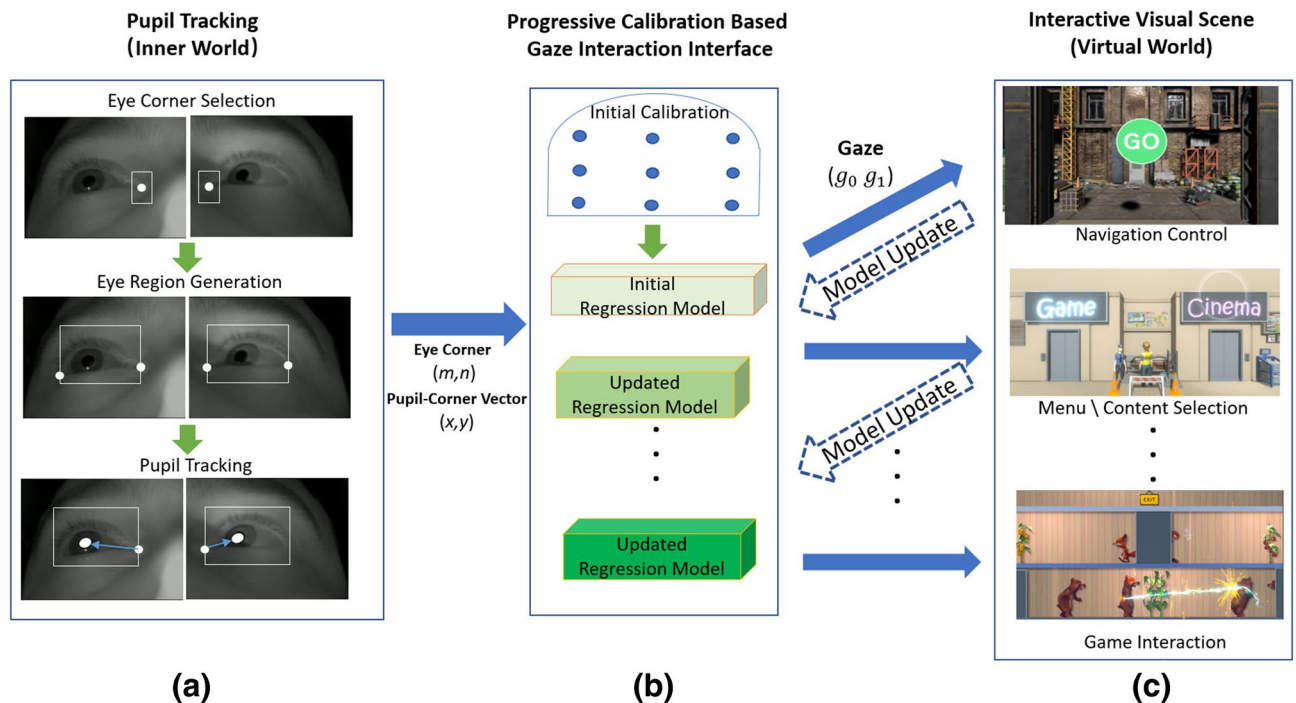 Pupil Tracking
(Inner World)
Eye Corner Selection
Eye Region Generation
Pupil Tracking
(a)
Eye Corner
(m,n)
Pupil-Corner Vector
(x,y)
Progressive Calibration Based
Gaze Interaction Interface
Initial Calibration
Initial
Regression Model
Updated
Regression Model
Updated
Regression Model
(b)
Gaze
(g₀ g₁)
Model Update
Model Update
Interactive Visual Scene
(Virtual World)
GO
Navigation Control
Game
Cinema
Menu \ Content Selection
EXIT
Game Interaction
(c)